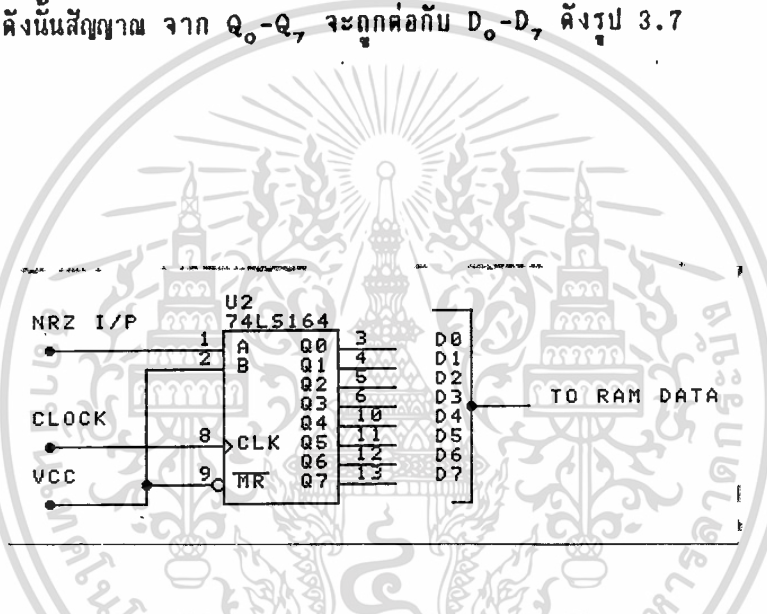 ดังนั้นสัญญาณ จาก Q₀-Q₇ จะถูกต่อกับ D₀-D₇ ดังรูป 3.7
U2
74LS164
NRZ I/P
1 A Q0 3 D0
2 B Q1 4 D1
Q2 5 D2
Q3 6 D3
TO RAM DATA
CLOCK
Q4 10 D4
8 CLK Q5 11 D5
VCC
Q6 12 D6
9 MR Q7 13 D7